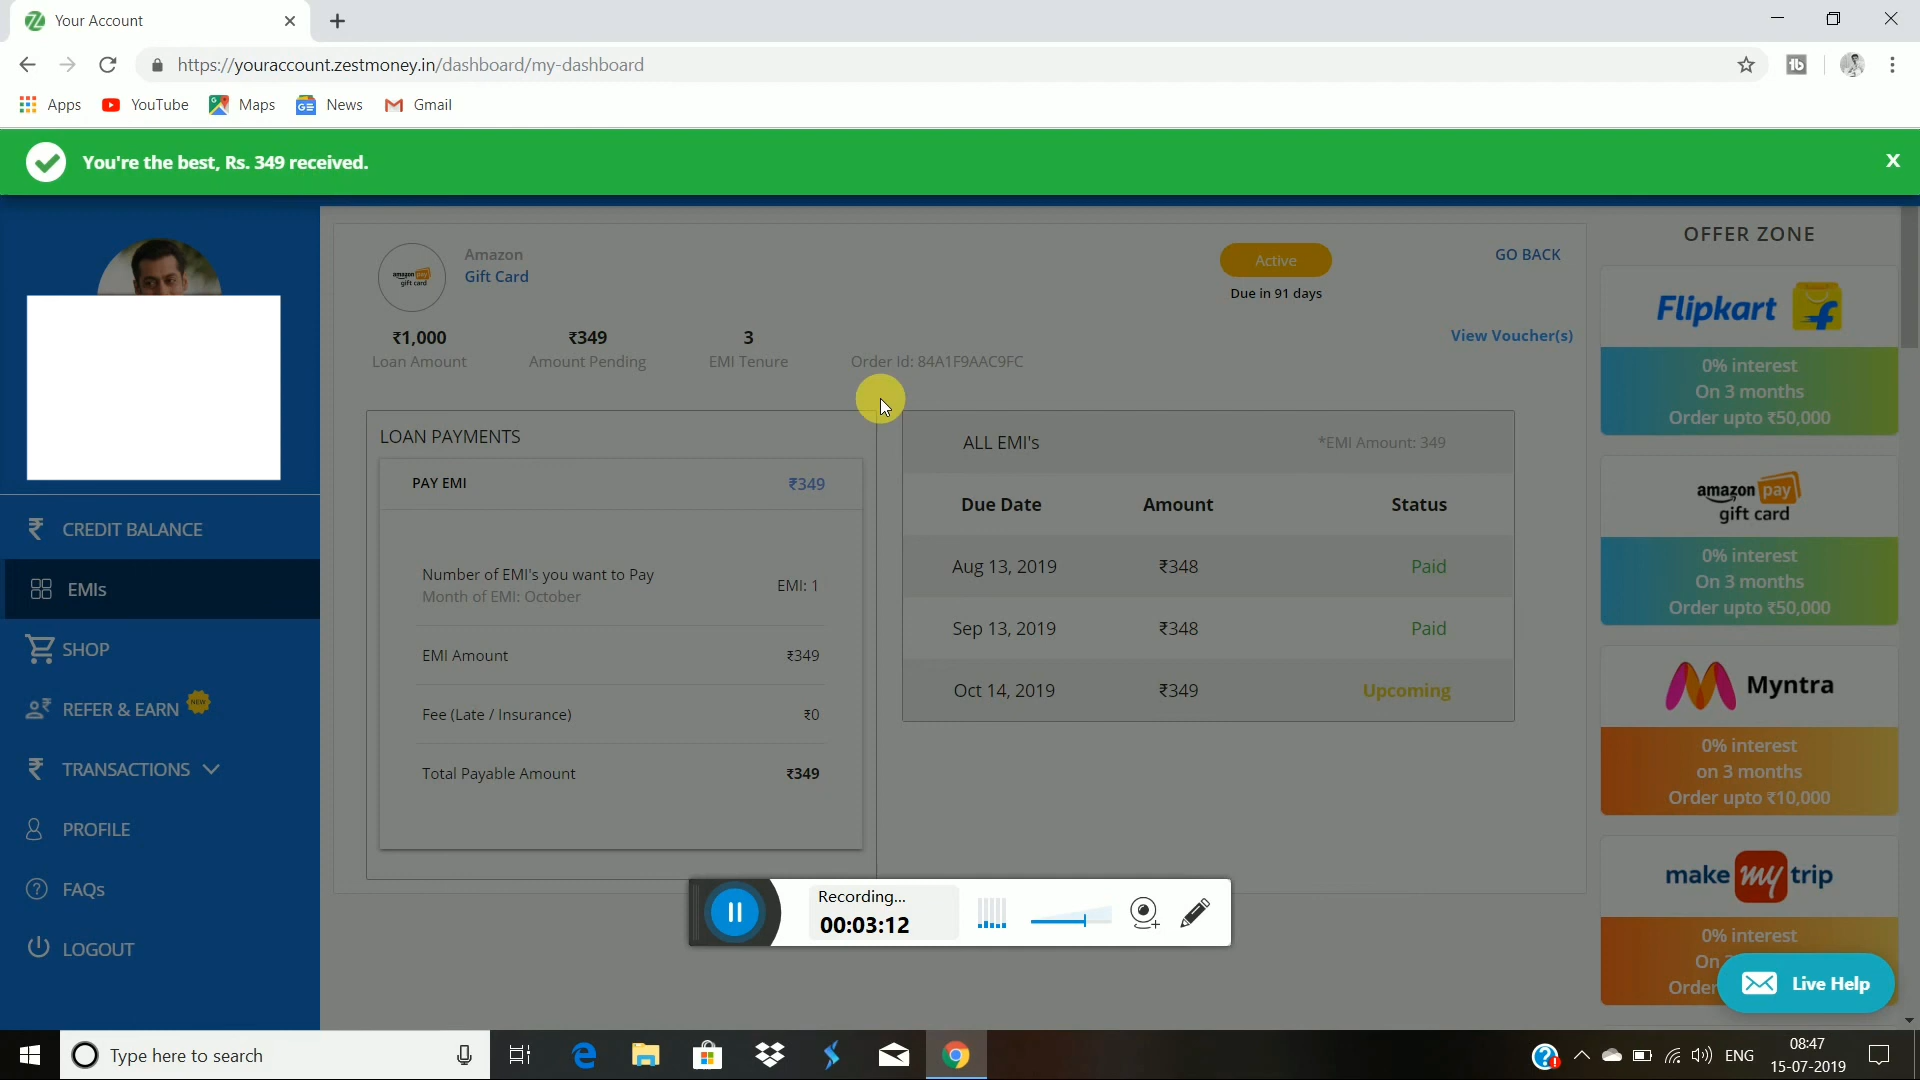 Your Account
https://youraccount.zestmoney.in/dashboard/my-dashboard
Apps YouTube Maps News Gmail
You're the best, Rs. 349 received.
X
Amazon
Gift Card
amazon pay
gift card
Active
Due in 91 days
GO BACK
₹1,000
Loan Amount
₹349
Amount Pending
3
EMI Tenure
Order Id: 84A1F9AAC9FC
View Voucher(s)
LOAN PAYMENTS
PAY EMI ₹349
Number of EMI's you want to Pay
Month of EMI: October
EMI: 1
EMI Amount ₹349
Fee (Late / Insurance) ₹0
Total Payable Amount ₹349
ALL EMI's *EMI Amount: 349
Due Date Amount Status
Aug 13, 2019 ₹348 Paid
Sep 13, 2019 ₹348 Paid
Oct 14, 2019 ₹349 Upcoming
CREDIT BALANCE
EMIs
SHOP
REFER & EARN NEW
TRANSACTIONS
PROFILE
FAQs
LOGOUT
OFFER ZONE
Flipkart
0% interest
On 3 months
Order upto ₹50,000
amazon pay
gift card
0% interest
On 3 months
Order upto ₹50,000
Myntra
0% interest
on 3 months
Order upto ₹10,000
make my trip
0% interest
On
Order
Live Help
Recording...
00:03:12
Type here to search
ENG
08:47
15-07-2019